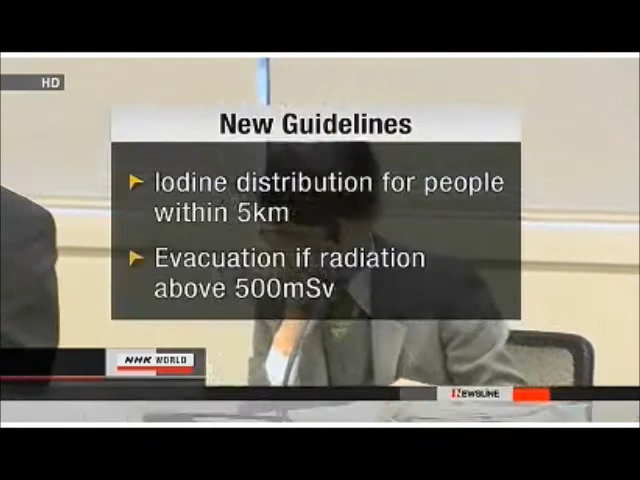 HD
New Guidelines
Iodine distribution for people
within 5km
Evacuation if radiation
above 500mSv
NHK WORLD
NEWSLINE